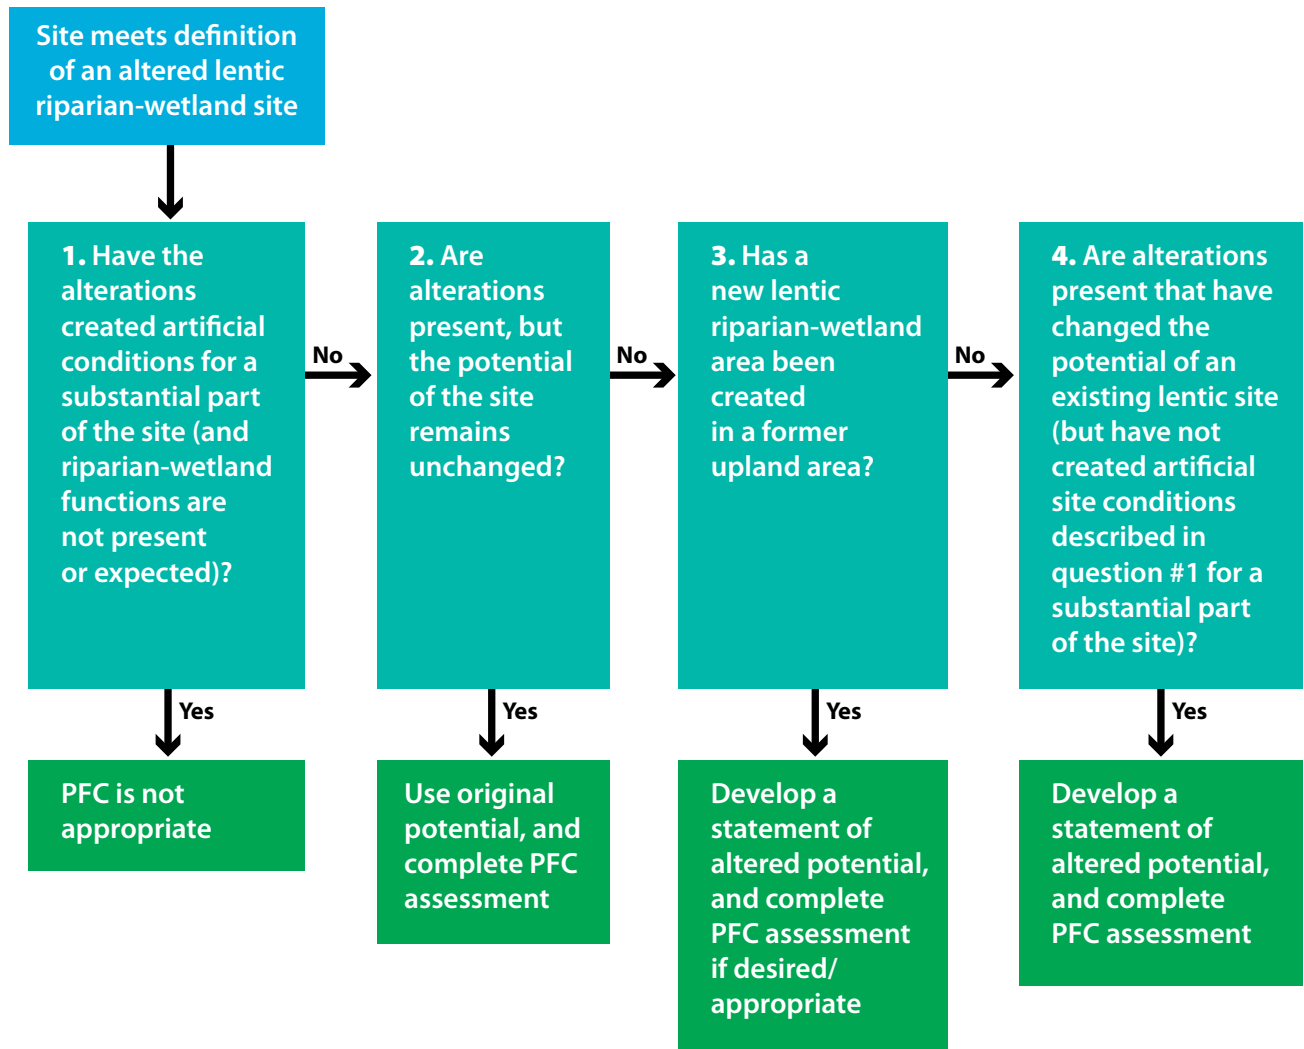 Site meets definition
of an altered lentic
riparian-wetland site
1. Have the
alterations
created artificial
conditions for a
substantial part
of the site (and
riparian-wetland
functions are
not present
or expected)?
No
2. Are
alterations
present, but
the potential
of the site
remains
unchanged?
No
3. Has a
new lentic
riparian-wetland
area been
created
in a former
upland area?
No
4. Are alterations
present that have
changed the
potential of an
existing lentic site
(but have not
created artificial
site conditions
described in
question #1 for a
substantial part
of the site)?
Yes
Yes
Yes
Yes
PFC is not
appropriate
Use original
potential, and
complete PFC
assessment
Develop a
statement of
altered potential,
and complete
PFC assessment
if desired/
appropriate
Develop a
statement of
altered potential,
and complete
PFC assessment